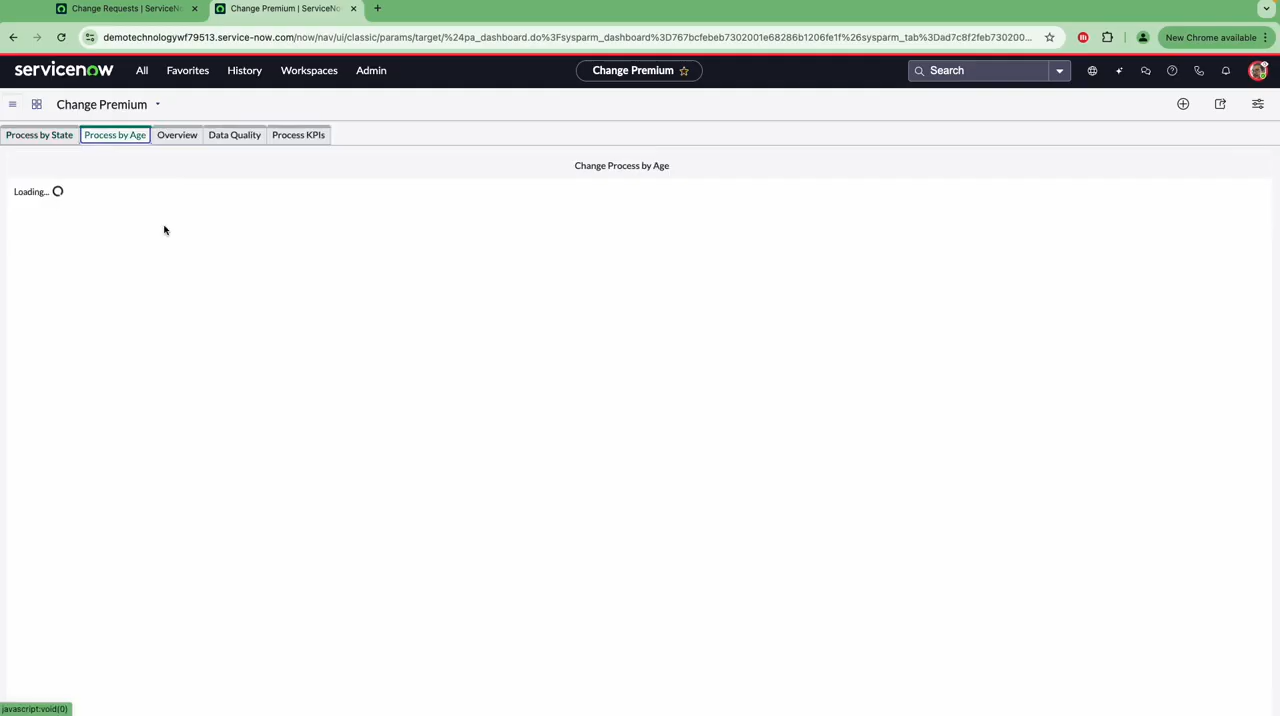 Change Requests | ServiceNo
Change Premium | ServiceNo
demotechnologywf79513.service-now.com/now/nav/ui/classic/params/target/%24pa_dashboard.do%3Fsysparm_dashboard%3D767bcfebeb7302001e68286b1206fe1f%26sysparm_tab%3Dad7c8f2feb730200...
New Chrome available
servicenow
All
Favorites
History
Workspaces
Admin
Change Premium
Search
Change Premium
Process by State
Process by Age
Overview
Data Quality
Process KPIs
Change Process by Age
Loading...
javascript:void(0)